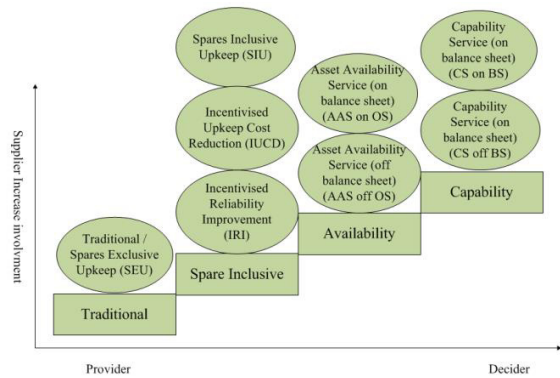 Supplier Increase involvment
Traditional /
Spares Exclusive
Upkeep (SEU)
Traditional
Spares Inclusive
Upkeep (SIU)
Incentivised
Upkeep Cost
Reduction (IUCD)
Incentivised
Reliability
Improvement
(IRI)
Spare Inclusive
Asset Availability
Service (on
balance sheet)
(AAS on OS)
Asset Availability
Service (off
balance sheet)
(AAS off OS)
Availability
Capability
Service (on
balance sheet)
(CS on BS)
Capability
Service (on
balance sheet)
(CS off BS)
Capability
Provider
Decider